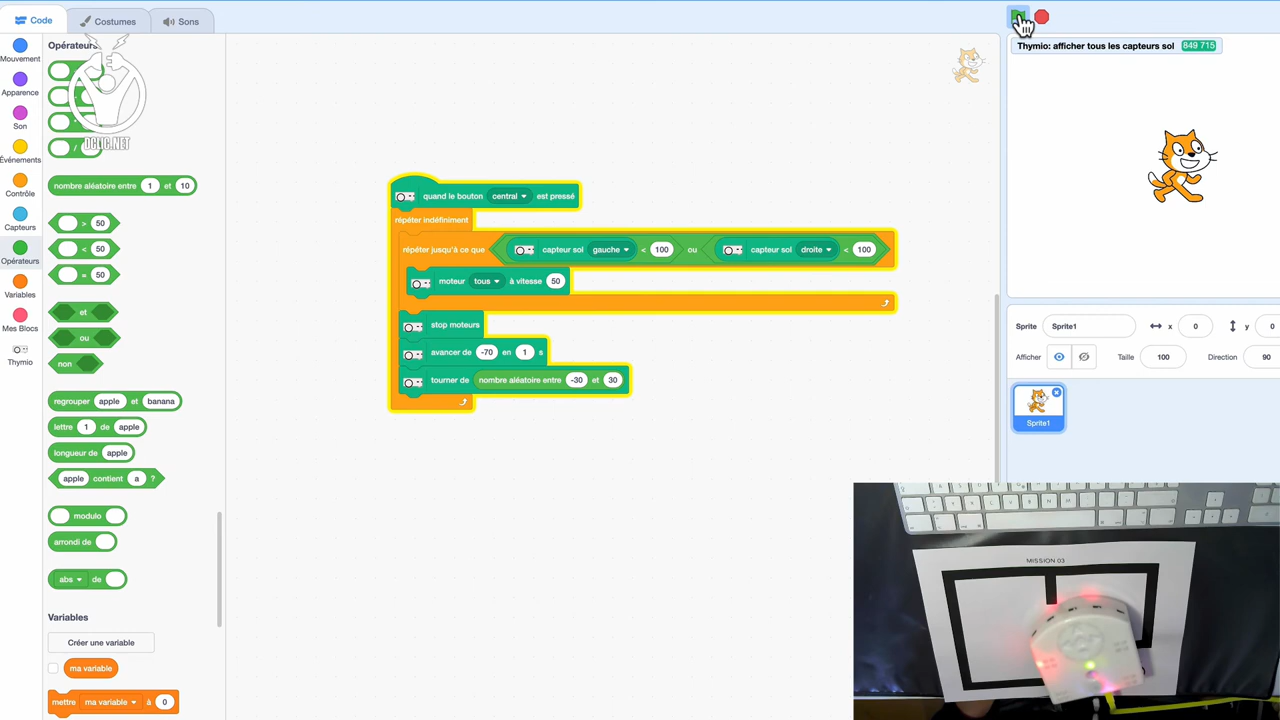 Code
Costumes
Sons
Thymio: afficher tous les capteurs sol 849 715
Mouvement
Apparence
Son
Événements
Contrôle
Capteurs
Opérateurs
Variables
Mes Blocs
Thymio
Opérateurs
DCLIC.NET
/
nombre aléatoire entre 1 et 10
> 50
< 50
= 50
et
ou
non
regrouper apple et banana
lettre 1 de apple
longueur de apple
apple contient a ?
modulo
arrondi de
abs de
Variables
Créer une variable
ma variable
mettre ma variable à 0
quand le bouton central est pressé
répéter indéfiniment
répéter jusqu'à ce que capteur sol gauche < 100 ou capteur sol droite < 100
moteur tous à vitesse 50
stop moteurs
avancer de -70 en 1 s
tourner de nombre aléatoire entre -30 et 30
Sprite Sprite1 x 0 y 0
Afficher Taille 100 Direction 90
Sprite1
MISSION 03